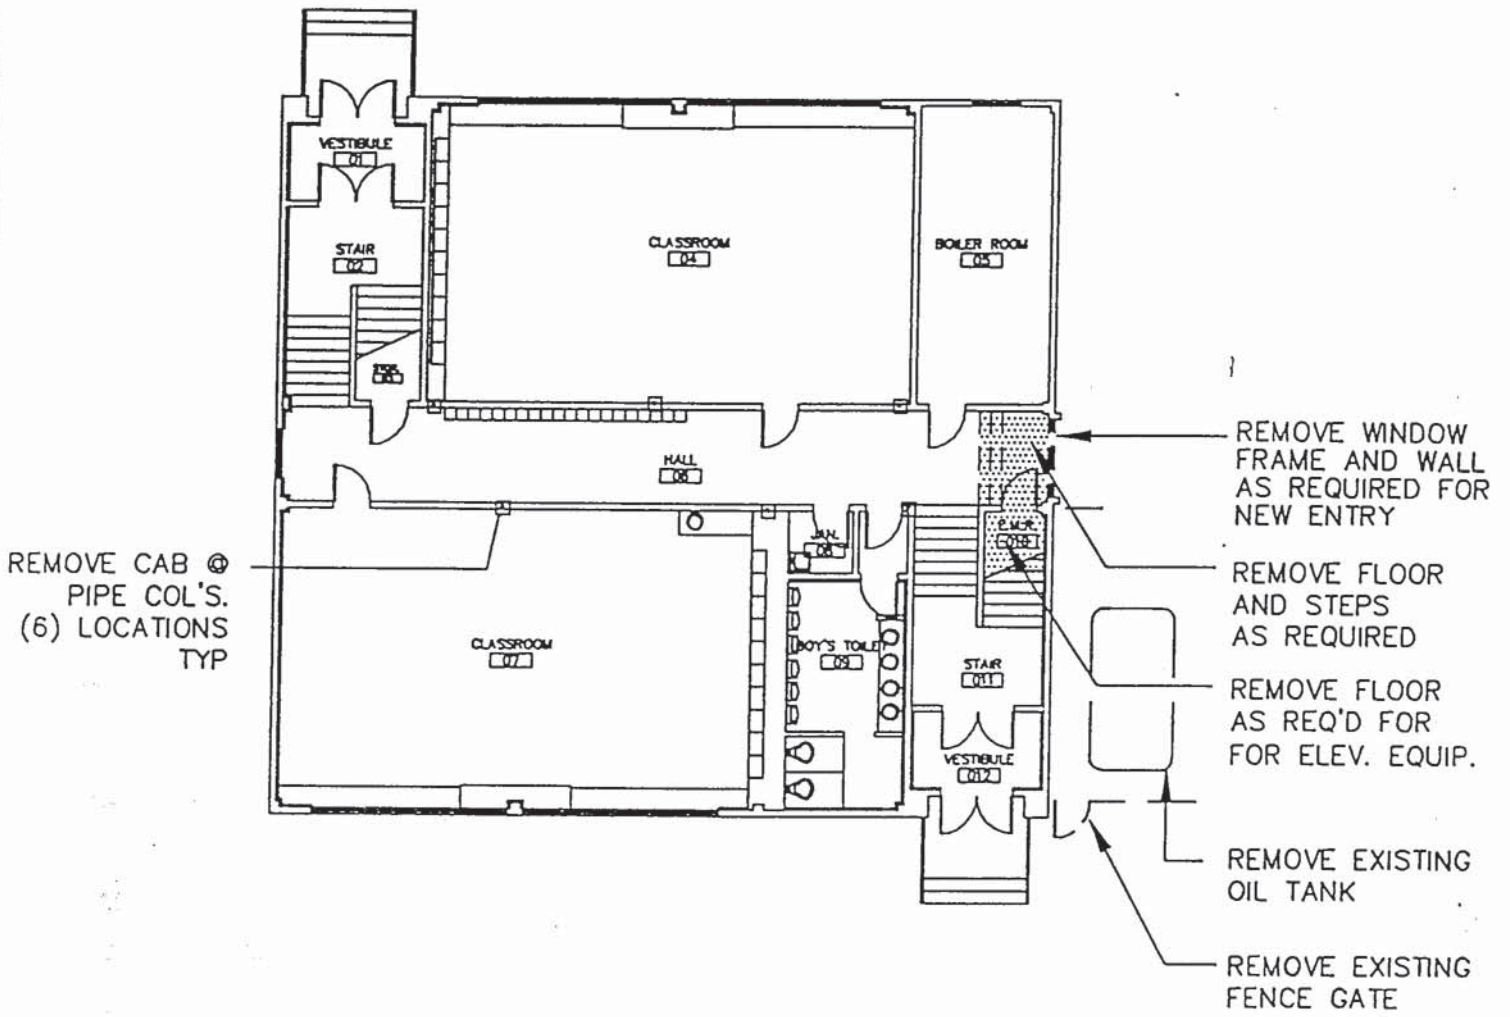 VESTIBULE
01
STAIR
02
CLASSROOM
04
BOILER ROOM
05
HALL
06
REMOVE WINDOW
FRAME AND WALL
AS REQUIRED FOR
NEW ENTRY
REMOVE CAB @
PIPE COL'S.
(6) LOCATIONS
TYP
JAN.
08
E.M.R.
010
REMOVE FLOOR
AND STEPS
AS REQUIRED
CLASSROOM
07
BOY'S TOILET
09
STAIR
011
REMOVE FLOOR
AS REQ'D FOR
FOR ELEV. EQUIP.
VESTIBULE
012
REMOVE EXISTING
OIL TANK
REMOVE EXISTING
FENCE GATE